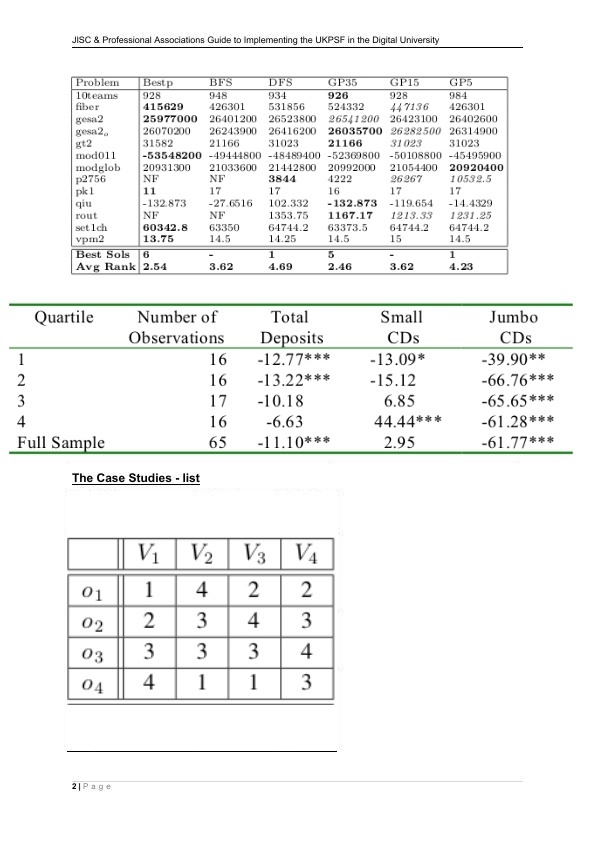 JISC & Professional Associations Guide to Implementing the UKPSF in the Digital University
Problem Bestp BFS DFS GP35 GP15 GP5
10teams 928 948 934 926 928 984
fiber 415629 426301 531856 524332 447136 426301
gesa2 25977000 26401200 26523800 26541200 26423100 26402600
gesa2_o 26070200 26243900 26416200 26035700 26282500 26314900
gt2 31582 21166 31023 21166 31023 31023
mod011 -53548200 -49444800 -48489400 -52369800 -50108800 -45495900
modglob 20931300 21033600 21442800 20992000 21054400 20920400
p2756 NF NF 3844 4222 26267 10532.5
pk1 11 17 17 16 17 17
qiu -132.873 -27.6516 102.332 -132.873 -119.654 -14.4329
rout NF NF 1353.75 1167.17 1213.33 1231.25
set1ch 60342.8 63350 64744.2 63373.5 64744.2 64744.2
vpm2 13.75 14.5 14.25 14.5 15 14.5
Best Sols 6 - 1 5 - 1
Avg Rank 2.54 3.62 4.69 2.46 3.62 4.23
Quartile Number of Total Small Jumbo
Observations Deposits CDs CDs
1 16 -12.77*** -13.09* -39.90**
2 16 -13.22*** -15.12 -66.76***
3 17 -10.18 6.85 -65.65***
4 16 -6.63 44.44*** -61.28***
Full Sample 65 -11.10*** 2.95 -61.77***
The Case Studies - list
V1 V2 V3 V4
o1 1 4 2 2
o2 2 3 4 3
o3 3 3 3 4
o4 4 1 1 3
2 | Page